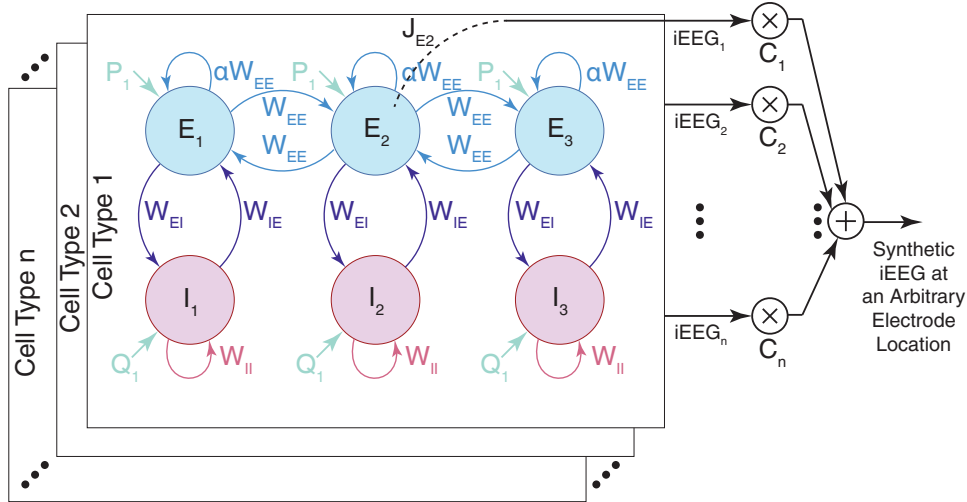 Cell Type n
Cell Type 2
Cell Type 1
J_E2
P_1 αW_EE P_1 αW_EE P_1 αW_EE
E_1 W_EE E_2 W_EE E_3
W_EE W_EE
W_EI W_IE W_EI W_IE W_EI W_IE
I_1 I_2 I_3
Q_1 W_II Q_1 W_II Q_1 W_II
iEEG_1 × C_1
iEEG_2 × C_2
+
iEEG_n × C_n
Synthetic
iEEG at
an Arbitrary
Electrode
Location